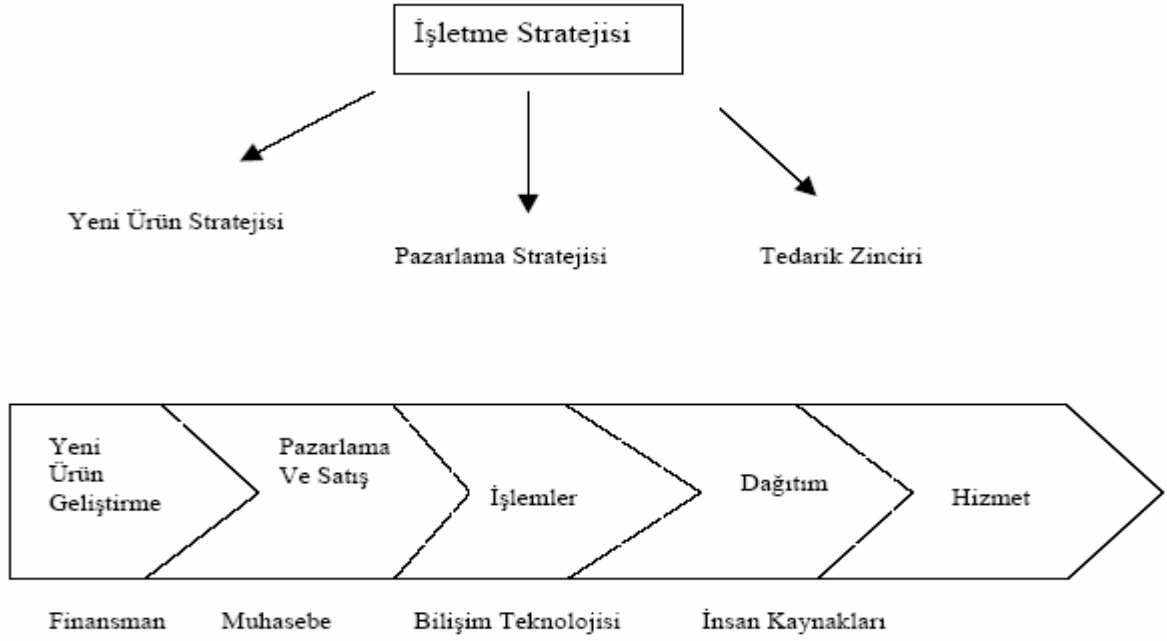 İşletme Stratejisi
Yeni Ürün Stratejisi
Pazarlama Stratejisi
Tedarik Zinciri
Yeni
Ürün
Geliştirme
Pazarlama
Ve Satış
İşlemler
Dağıtım
Hizmet
Finansman
Muhasebe
Bilişim Teknolojisi
İnsan Kaynakları